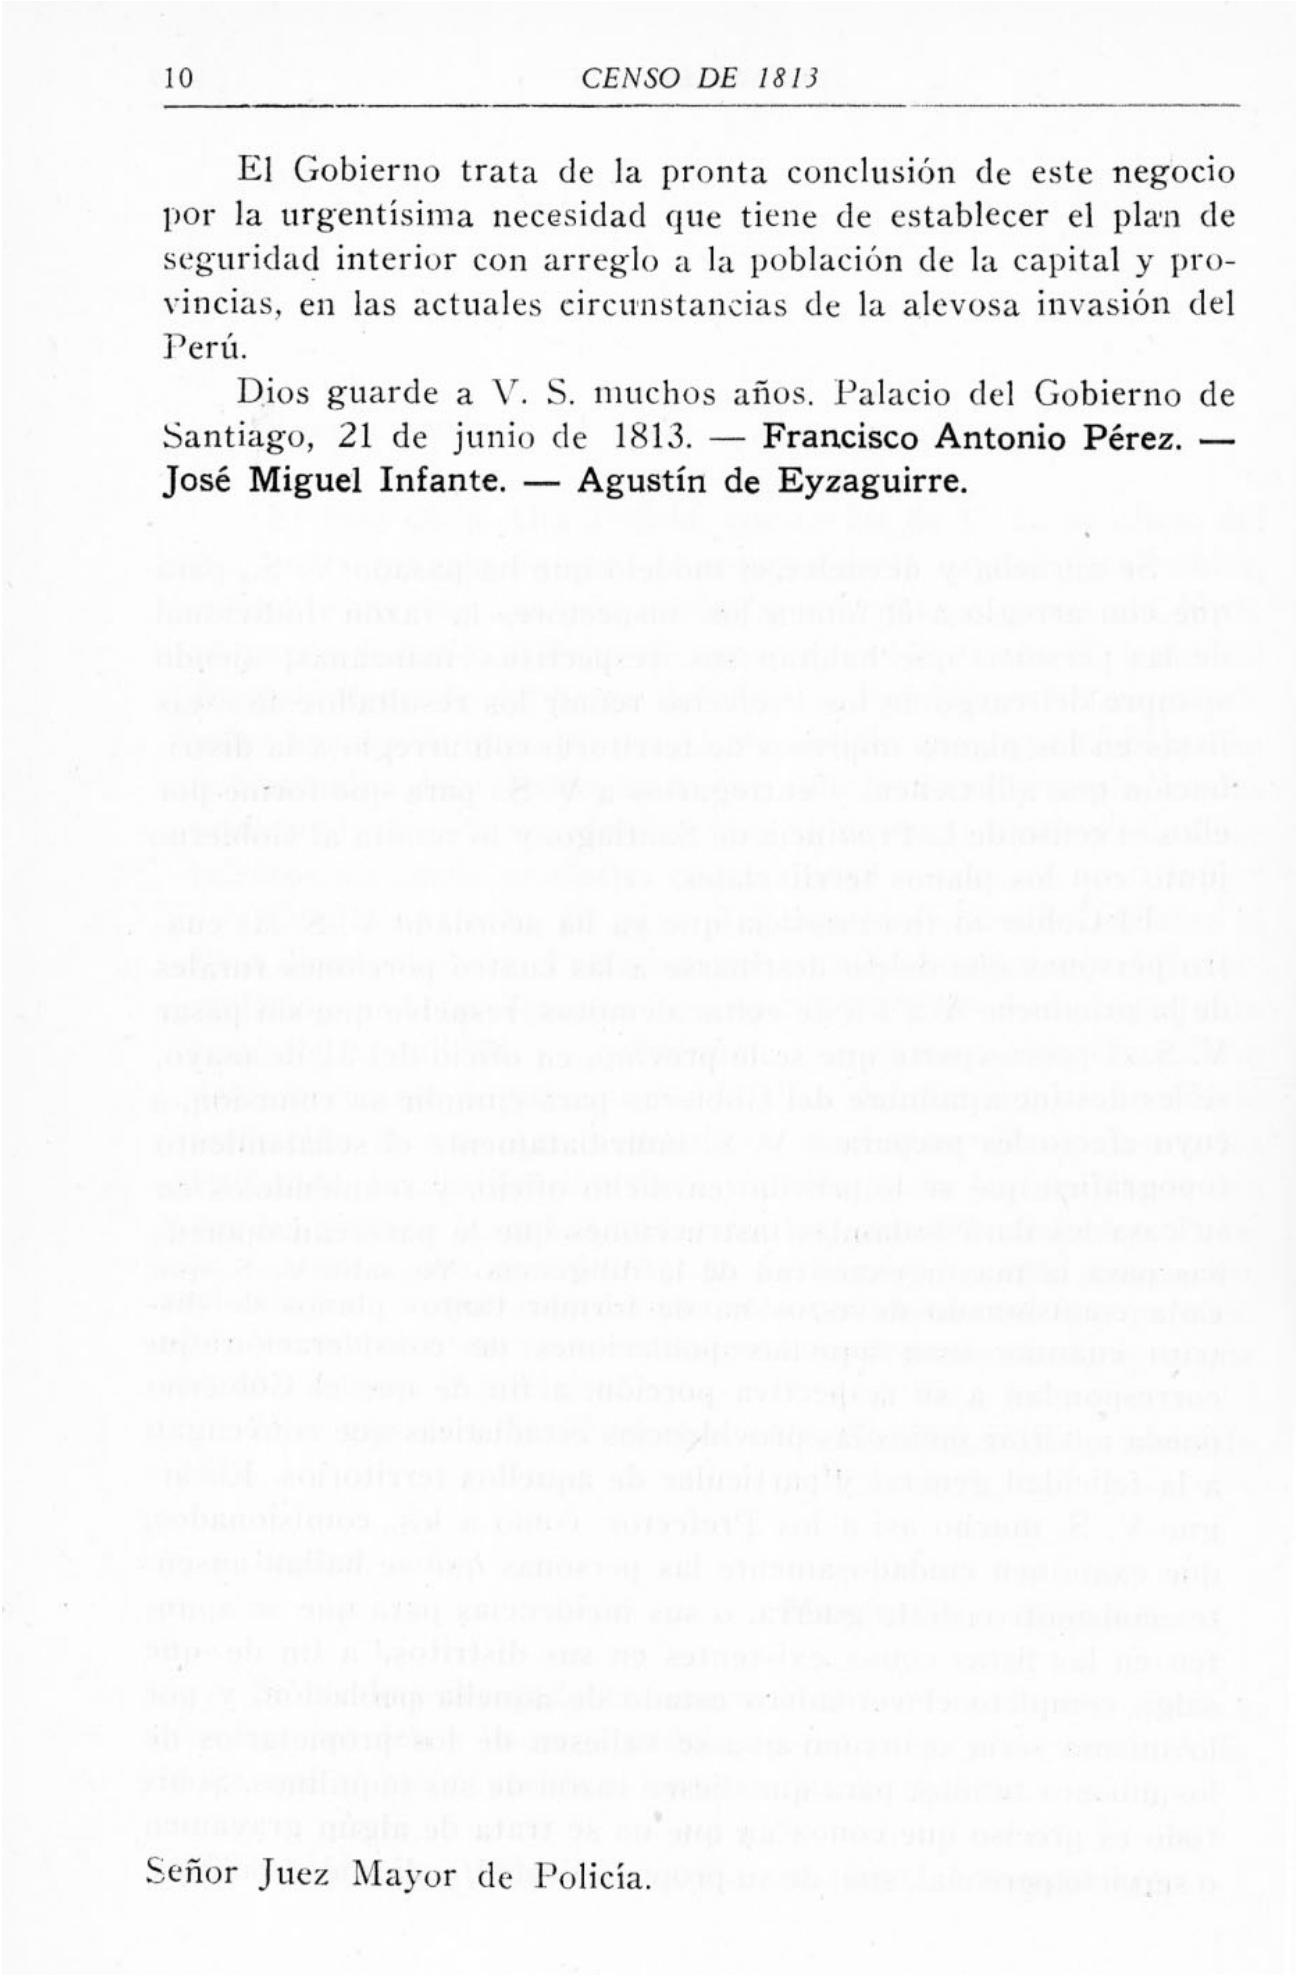 10 CENSO DE 1813
El Gobierno trata de la pronta conclusión de este negocio
por la urgentísima necesidad que tiene de establecer el plan de
seguridad interior con arreglo a la población de la capital y pro-
vincias, en las actuales circunstancias de la alevosa invasión del
Perú.
Dios guarde a V. S. muchos años. Palacio del Gobierno de
Santiago, 21 de junio de 1813. — Francisco Antonio Pérez. —
José Miguel Infante. — Agustín de Eyzaguirre.
Señor Juez Mayor de Policía.